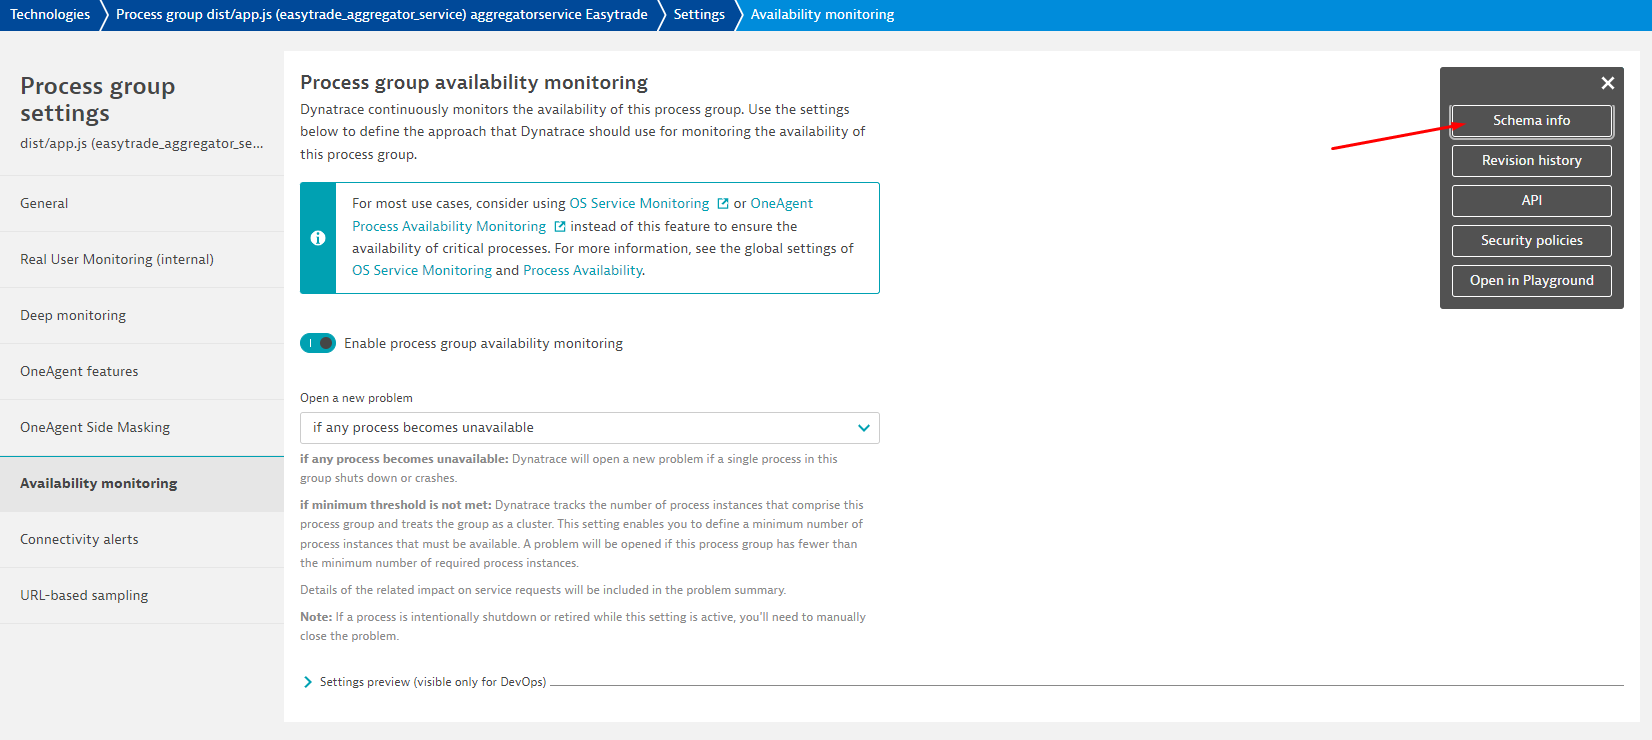 Technologies
Process group dist/app.js (easytrade_aggregator_service) aggregatorservice Easytrade
Settings
Availability monitoring
Process group
settings
dist/app.js (easytrade_aggregator_se...
General
Real User Monitoring (internal)
Deep monitoring
OneAgent features
OneAgent Side Masking
Availability monitoring
Connectivity alerts
URL-based sampling
Process group availability monitoring
Dynatrace continuously monitors the availability of this process group. Use the settings
below to define the approach that Dynatrace should use for monitoring the availability of
this process group.
For most use cases, consider using OS Service Monitoring or OneAgent
Process Availability Monitoring instead of this feature to ensure the
availability of critical processes. For more information, see the global settings of
OS Service Monitoring and Process Availability.
Enable process group availability monitoring
Open a new problem
if any process becomes unavailable
if any process becomes unavailable: Dynatrace will open a new problem if a single process in this
group shuts down or crashes.
if minimum threshold is not met: Dynatrace tracks the number of process instances that comprise this
process group and treats the group as a cluster. This setting enables you to define a minimum number of
process instances that must be available. A problem will be opened if this process group has fewer than
the minimum number of required process instances.
Details of the related impact on service requests will be included in the problem summary.
Note: If a process is intentionally shutdown or retired while this setting is active, you'll need to manually
close the problem.
Settings preview (visible only for DevOps)
Schema info
Revision history
API
Security policies
Open in Playground